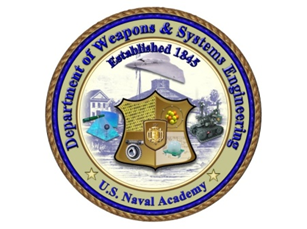 Department of Weapons & Systems Engineering
Established 1845
U.S. Naval Academy